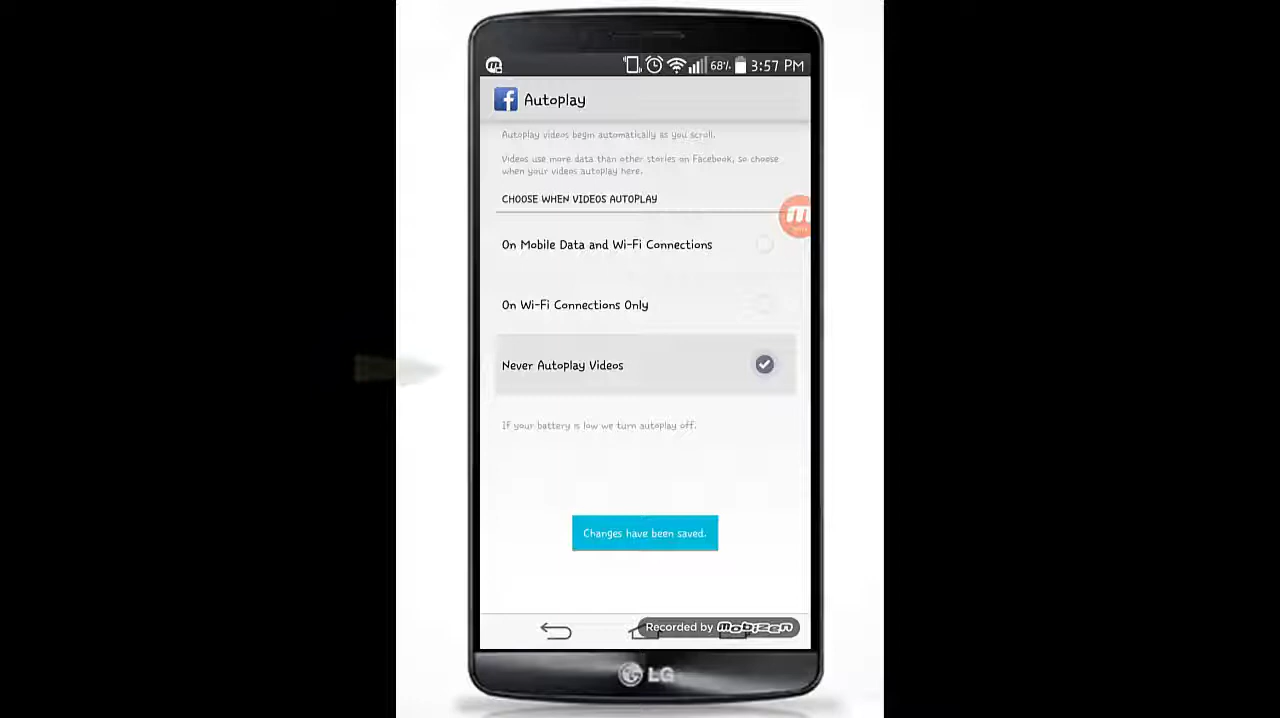 68% 3:57 PM
Autoplay
Autoplay videos begin automatically as you scroll.
Videos use more data than other stories on Facebook, so choose
when your videos autoplay here.
CHOOSE WHEN VIDEOS AUTOPLAY
On Mobile Data and Wi-Fi Connections
On Wi-Fi Connections Only
Never Autoplay Videos
If your battery is low we turn autoplay off.
Changes have been saved.
Recorded by mobizen
LG